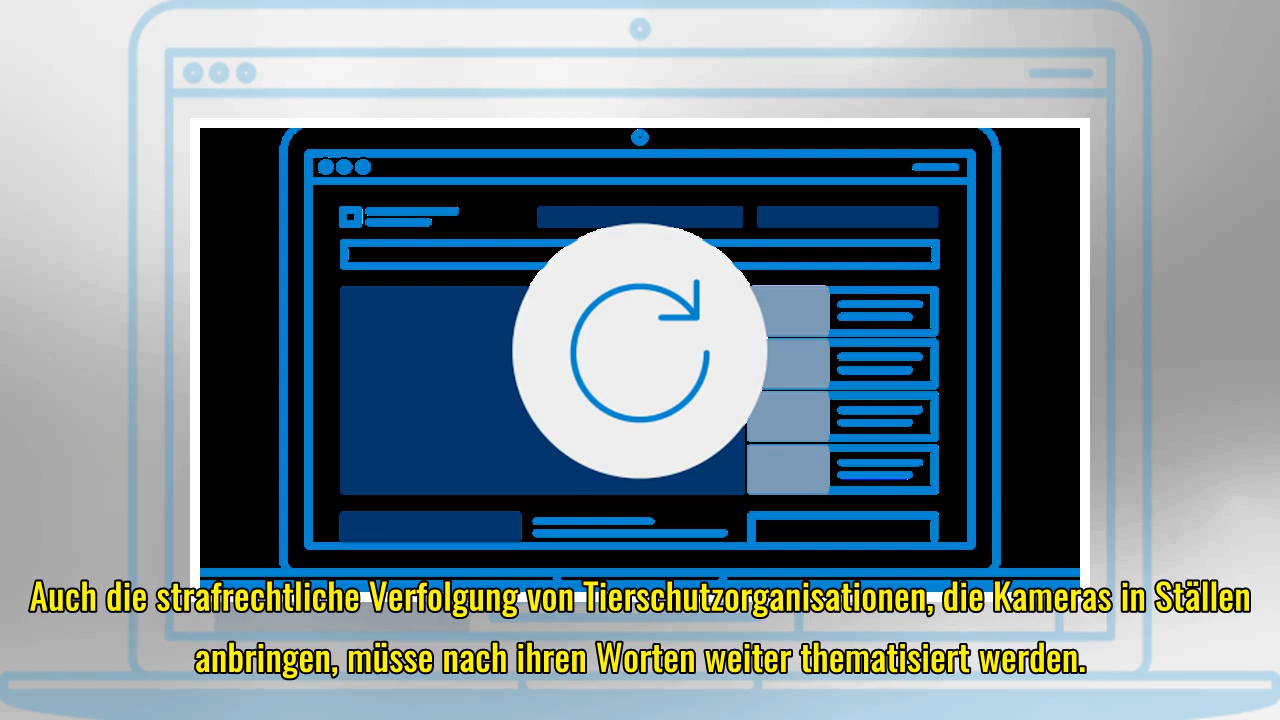 Auch die strafrechtliche Verfolgung von Tierschutzorganisationen, die Kameras in Ställen
anbringen, müsse nach ihren Worten weiter thematisiert werden.